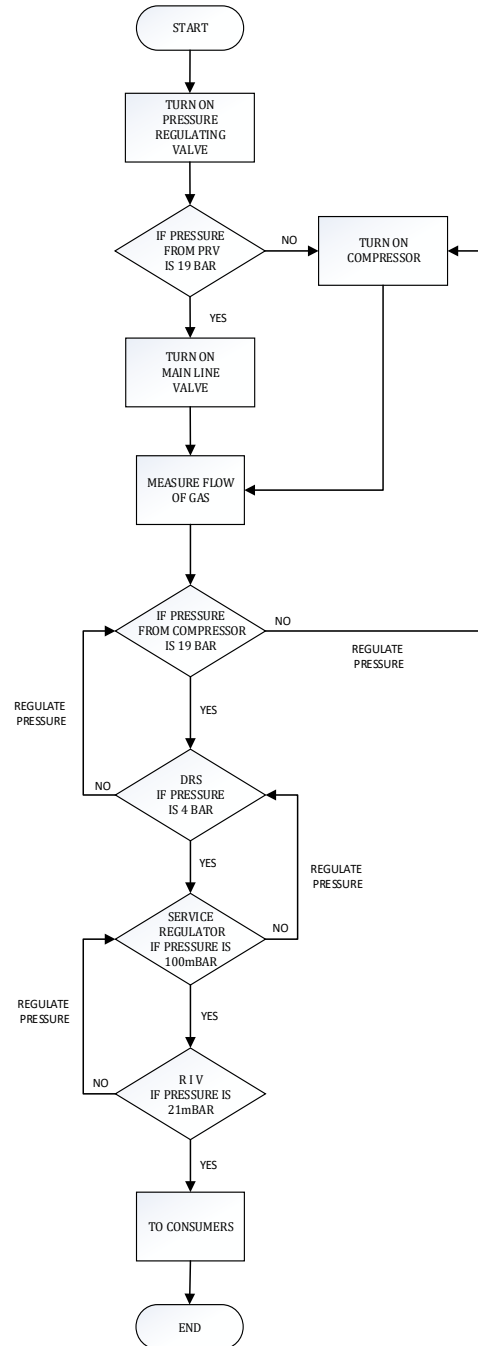 START
TURN ON
PRESSURE
REGULATING
VALVE
IF PRESSURE
FROM PRV
IS 19 BAR
NO
TURN ON
COMPRESSOR
YES
TURN ON
MAIN LINE
VALVE
MEASURE FLOW
OF GAS
IF PRESSURE
FROM COMPRESSOR
IS 19 BAR
NO
REGULATE
PRESSURE
YES
REGULATE
PRESSURE
DRS
IF PRESSURE
IS 4 BAR
NO
YES
REGULATE
PRESSURE
SERVICE
REGULATOR
IF PRESSURE IS
100mBAR
NO
YES
REGULATE
PRESSURE
R I V
IF PRESSURE IS
21mBAR
NO
YES
TO CONSUMERS
END